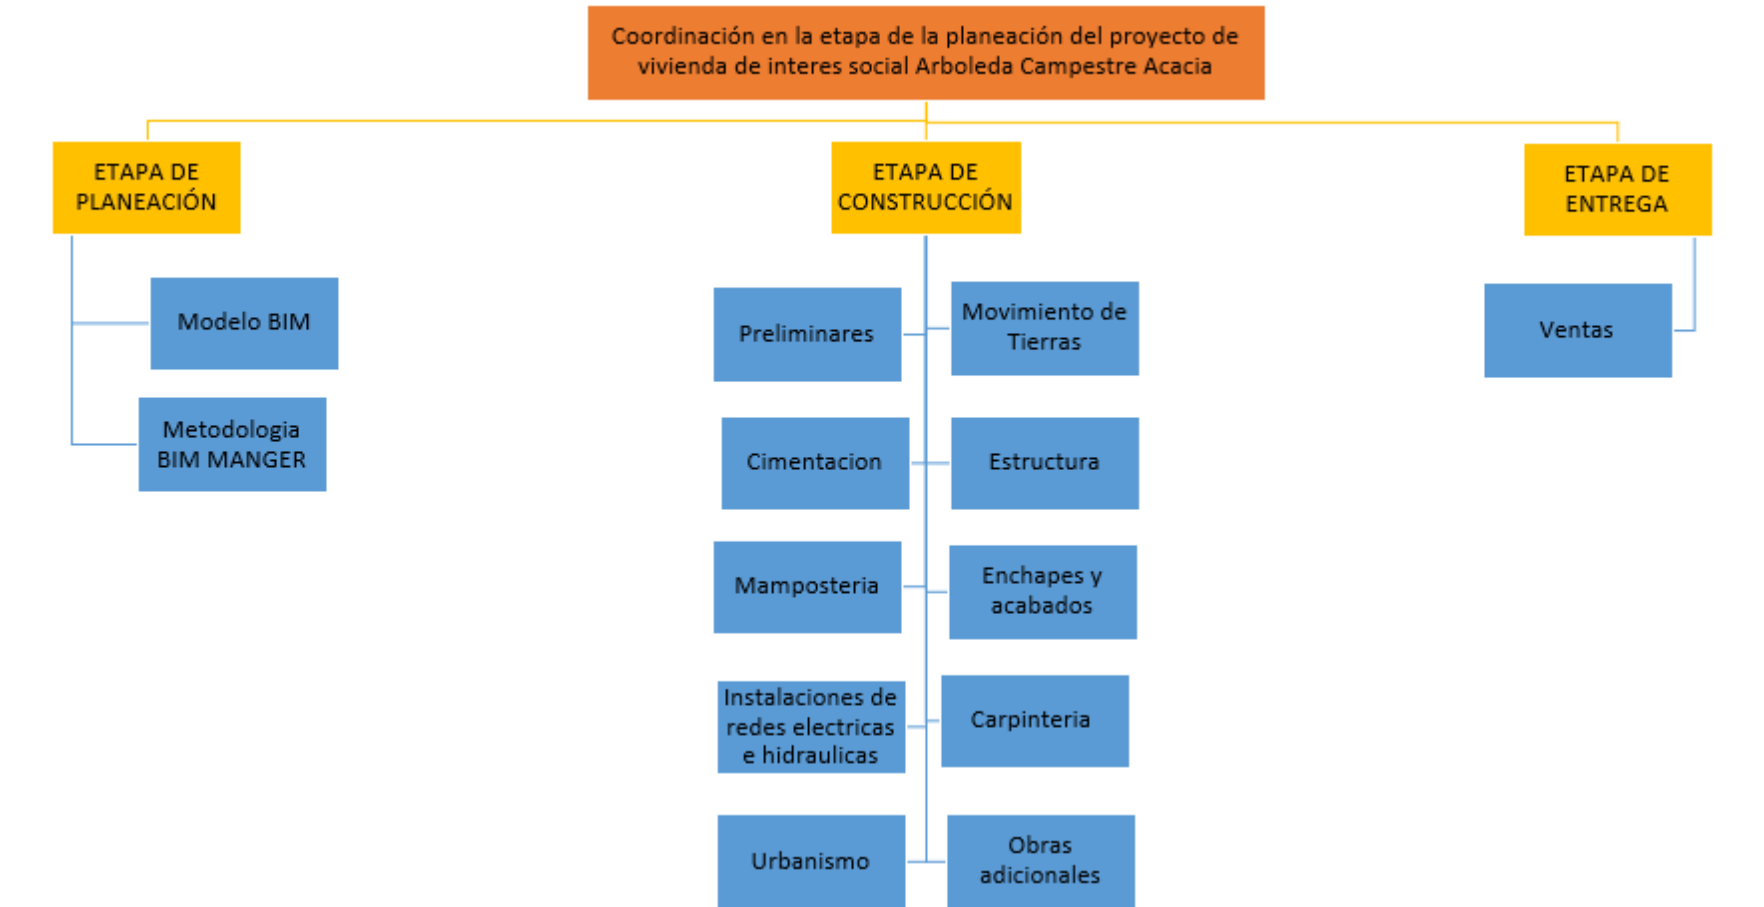 Coordinación en la etapa de la planeación del proyecto de
vivienda de interes social Arboleda Campestre Acacia
ETAPA DE
PLANEACIÓN
Modelo BIM
Metodologia
BIM MANGER
ETAPA DE
CONSTRUCCIÓN
Preliminares
Movimiento de
Tierras
Cimentacion
Estructura
Mamposteria
Enchapes y
acabados
Instalaciones de
redes electricas
e hidraulicas
Carpinteria
Urbanismo
Obras
adicionales
ETAPA DE
ENTREGA
Ventas